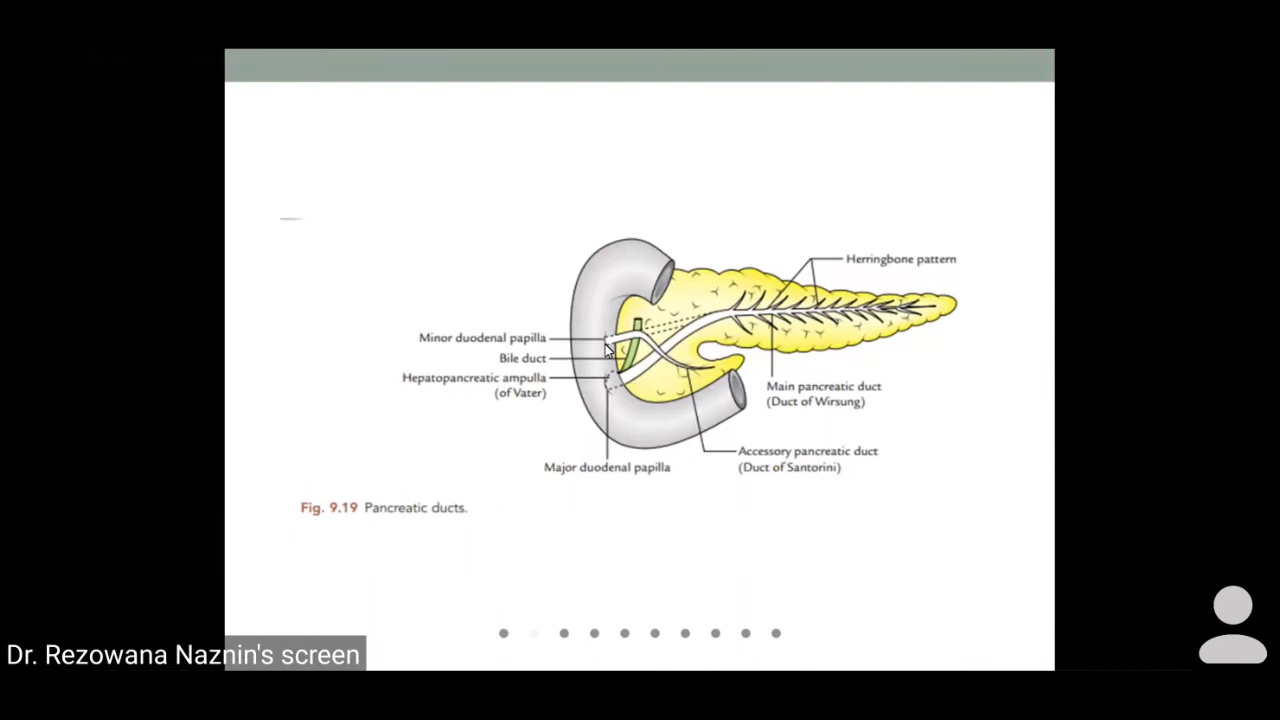 Herringbone pattern
Minor duodenal papilla
Bile duct
Hepatopancreatic ampulla
(of Vater)
Main pancreatic duct
(Duct of Wirsung)
Accessory pancreatic duct
(Duct of Santorini)
Major duodenal papilla
Fig. 9.19 Pancreatic ducts.
Dr. Rezowana Naznin's screen